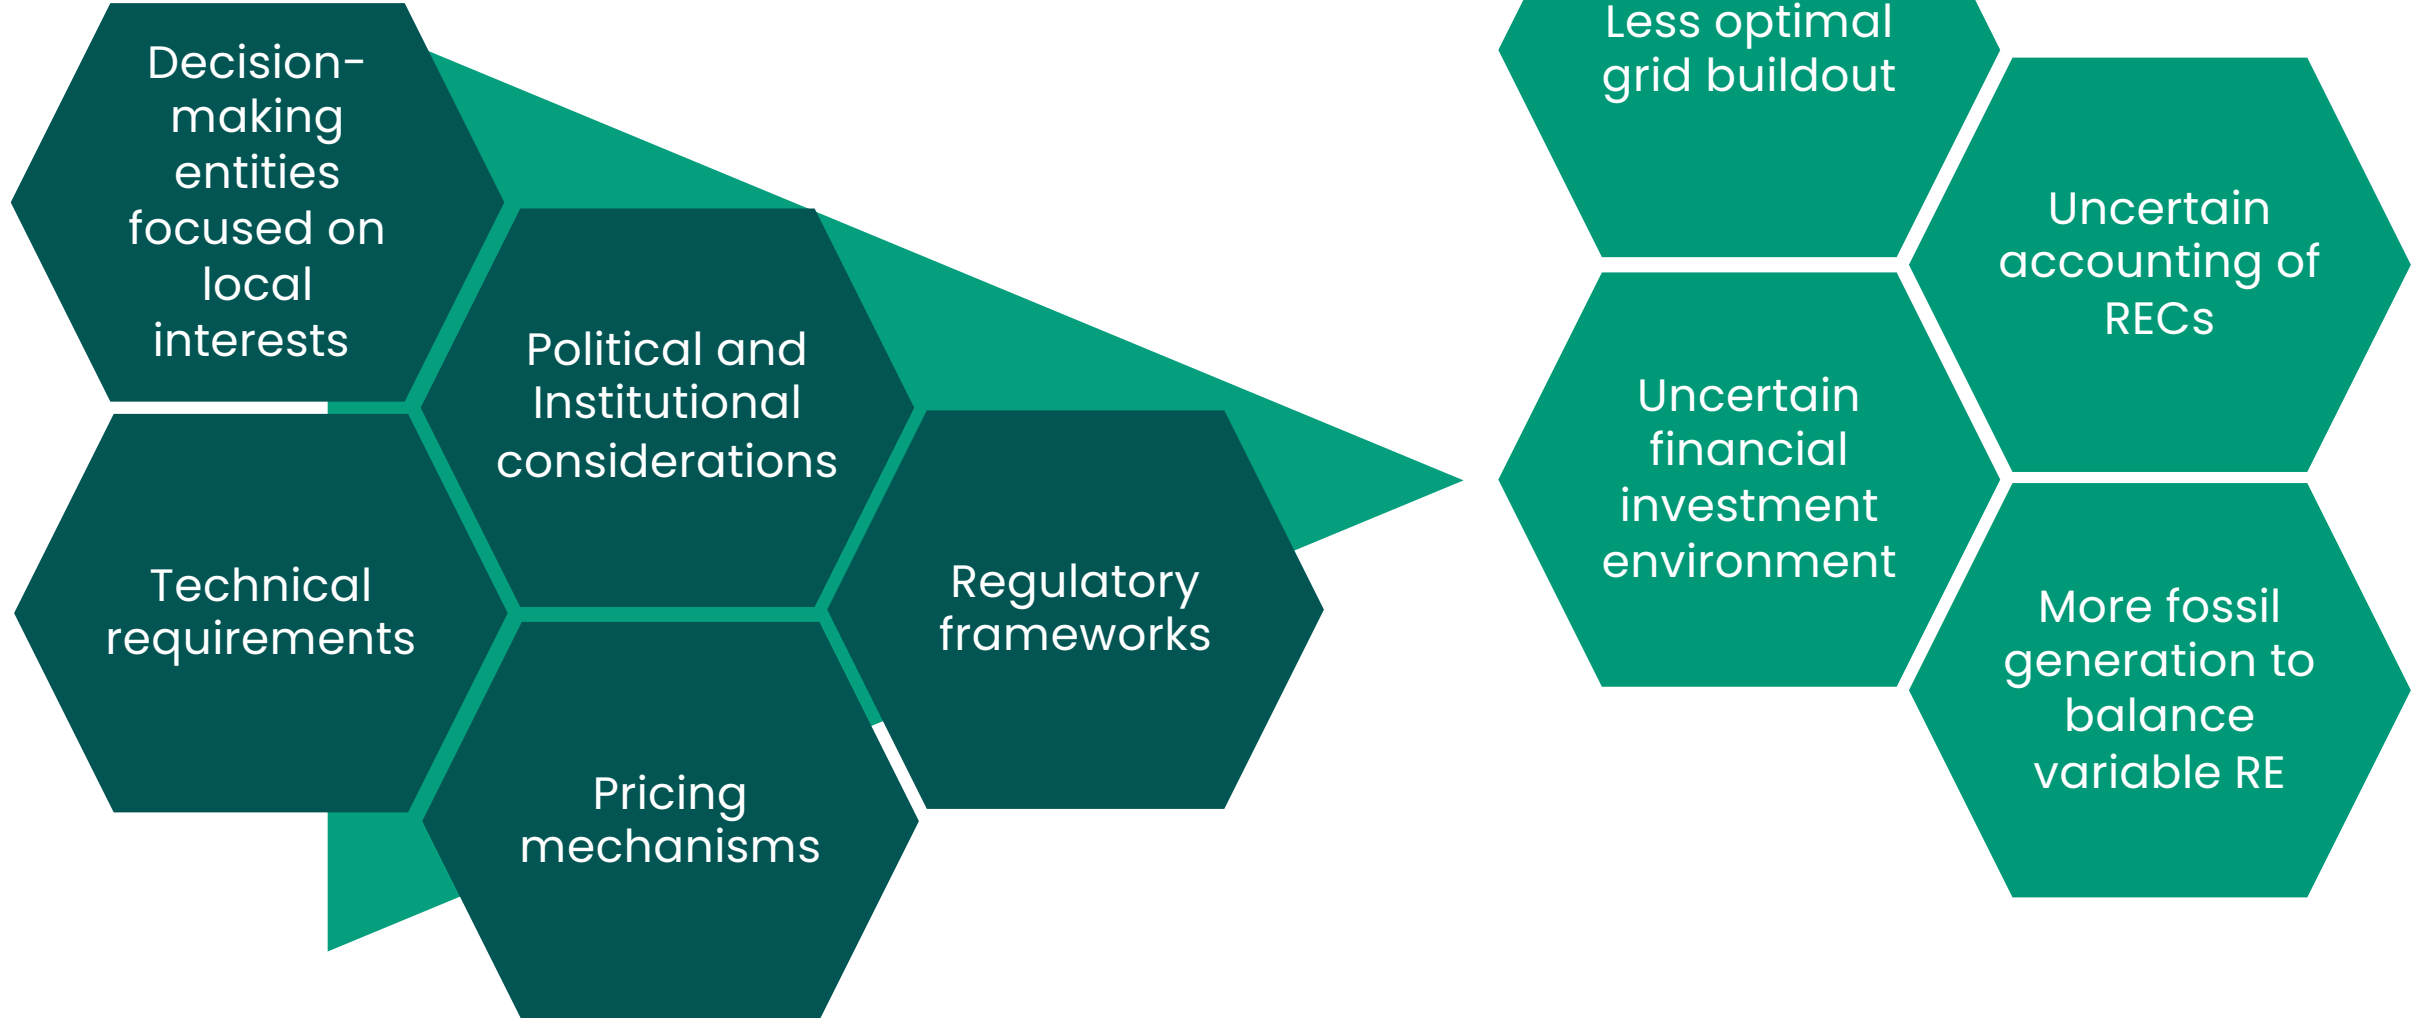 Decision-
making
entities
focused on
local
interests
Political and
Institutional
considerations
Technical
requirements
Regulatory
frameworks
Pricing
mechanisms
Less optimal
grid buildout
Uncertain
accounting of
RECs
Uncertain
financial
investment
environment
More fossil
generation to
balance
variable RE